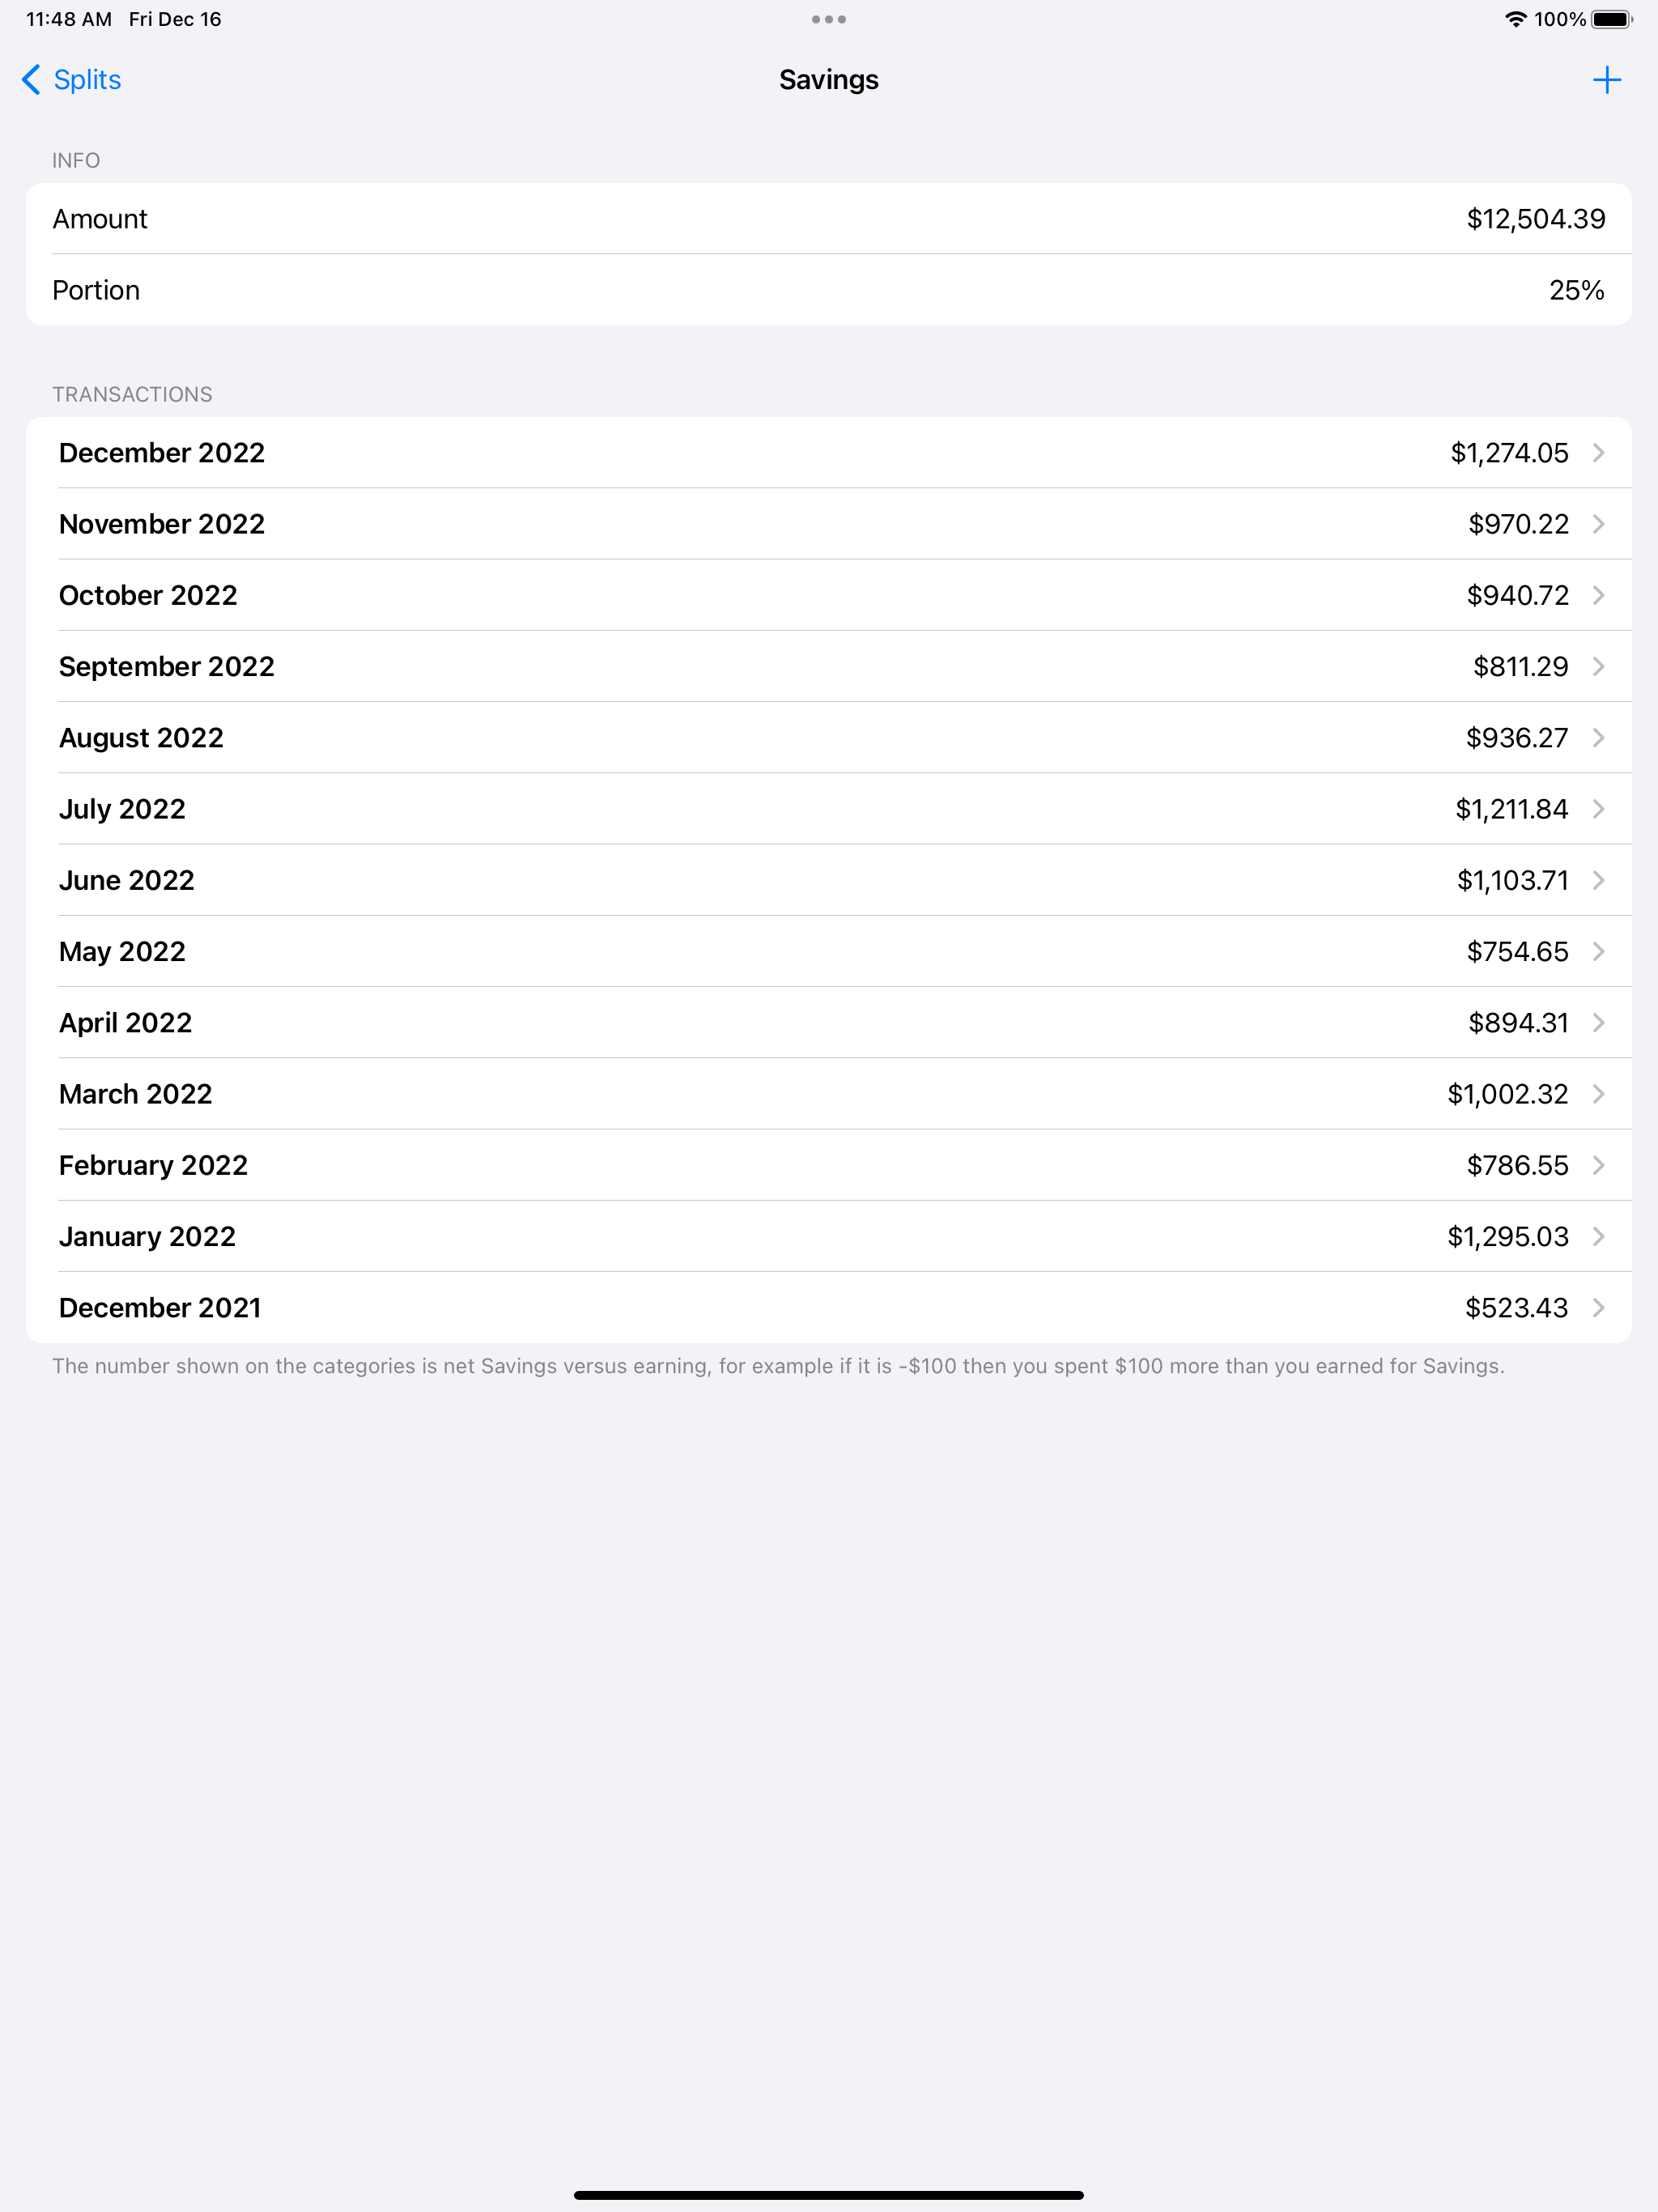 11:48 AM Fri Dec 16 100%
Splits Savings
INFO
Amount $12,504.39
Portion 25%
TRANSACTIONS
December 2022 $1,274.05
November 2022 $970.22
October 2022 $940.72
September 2022 $811.29
August 2022 $936.27
July 2022 $1,211.84
June 2022 $1,103.71
May 2022 $754.65
April 2022 $894.31
March 2022 $1,002.32
February 2022 $786.55
January 2022 $1,295.03
December 2021 $523.43
The number shown on the categories is net Savings versus earning, for example if it is -$100 then you spent $100 more than you earned for Savings.